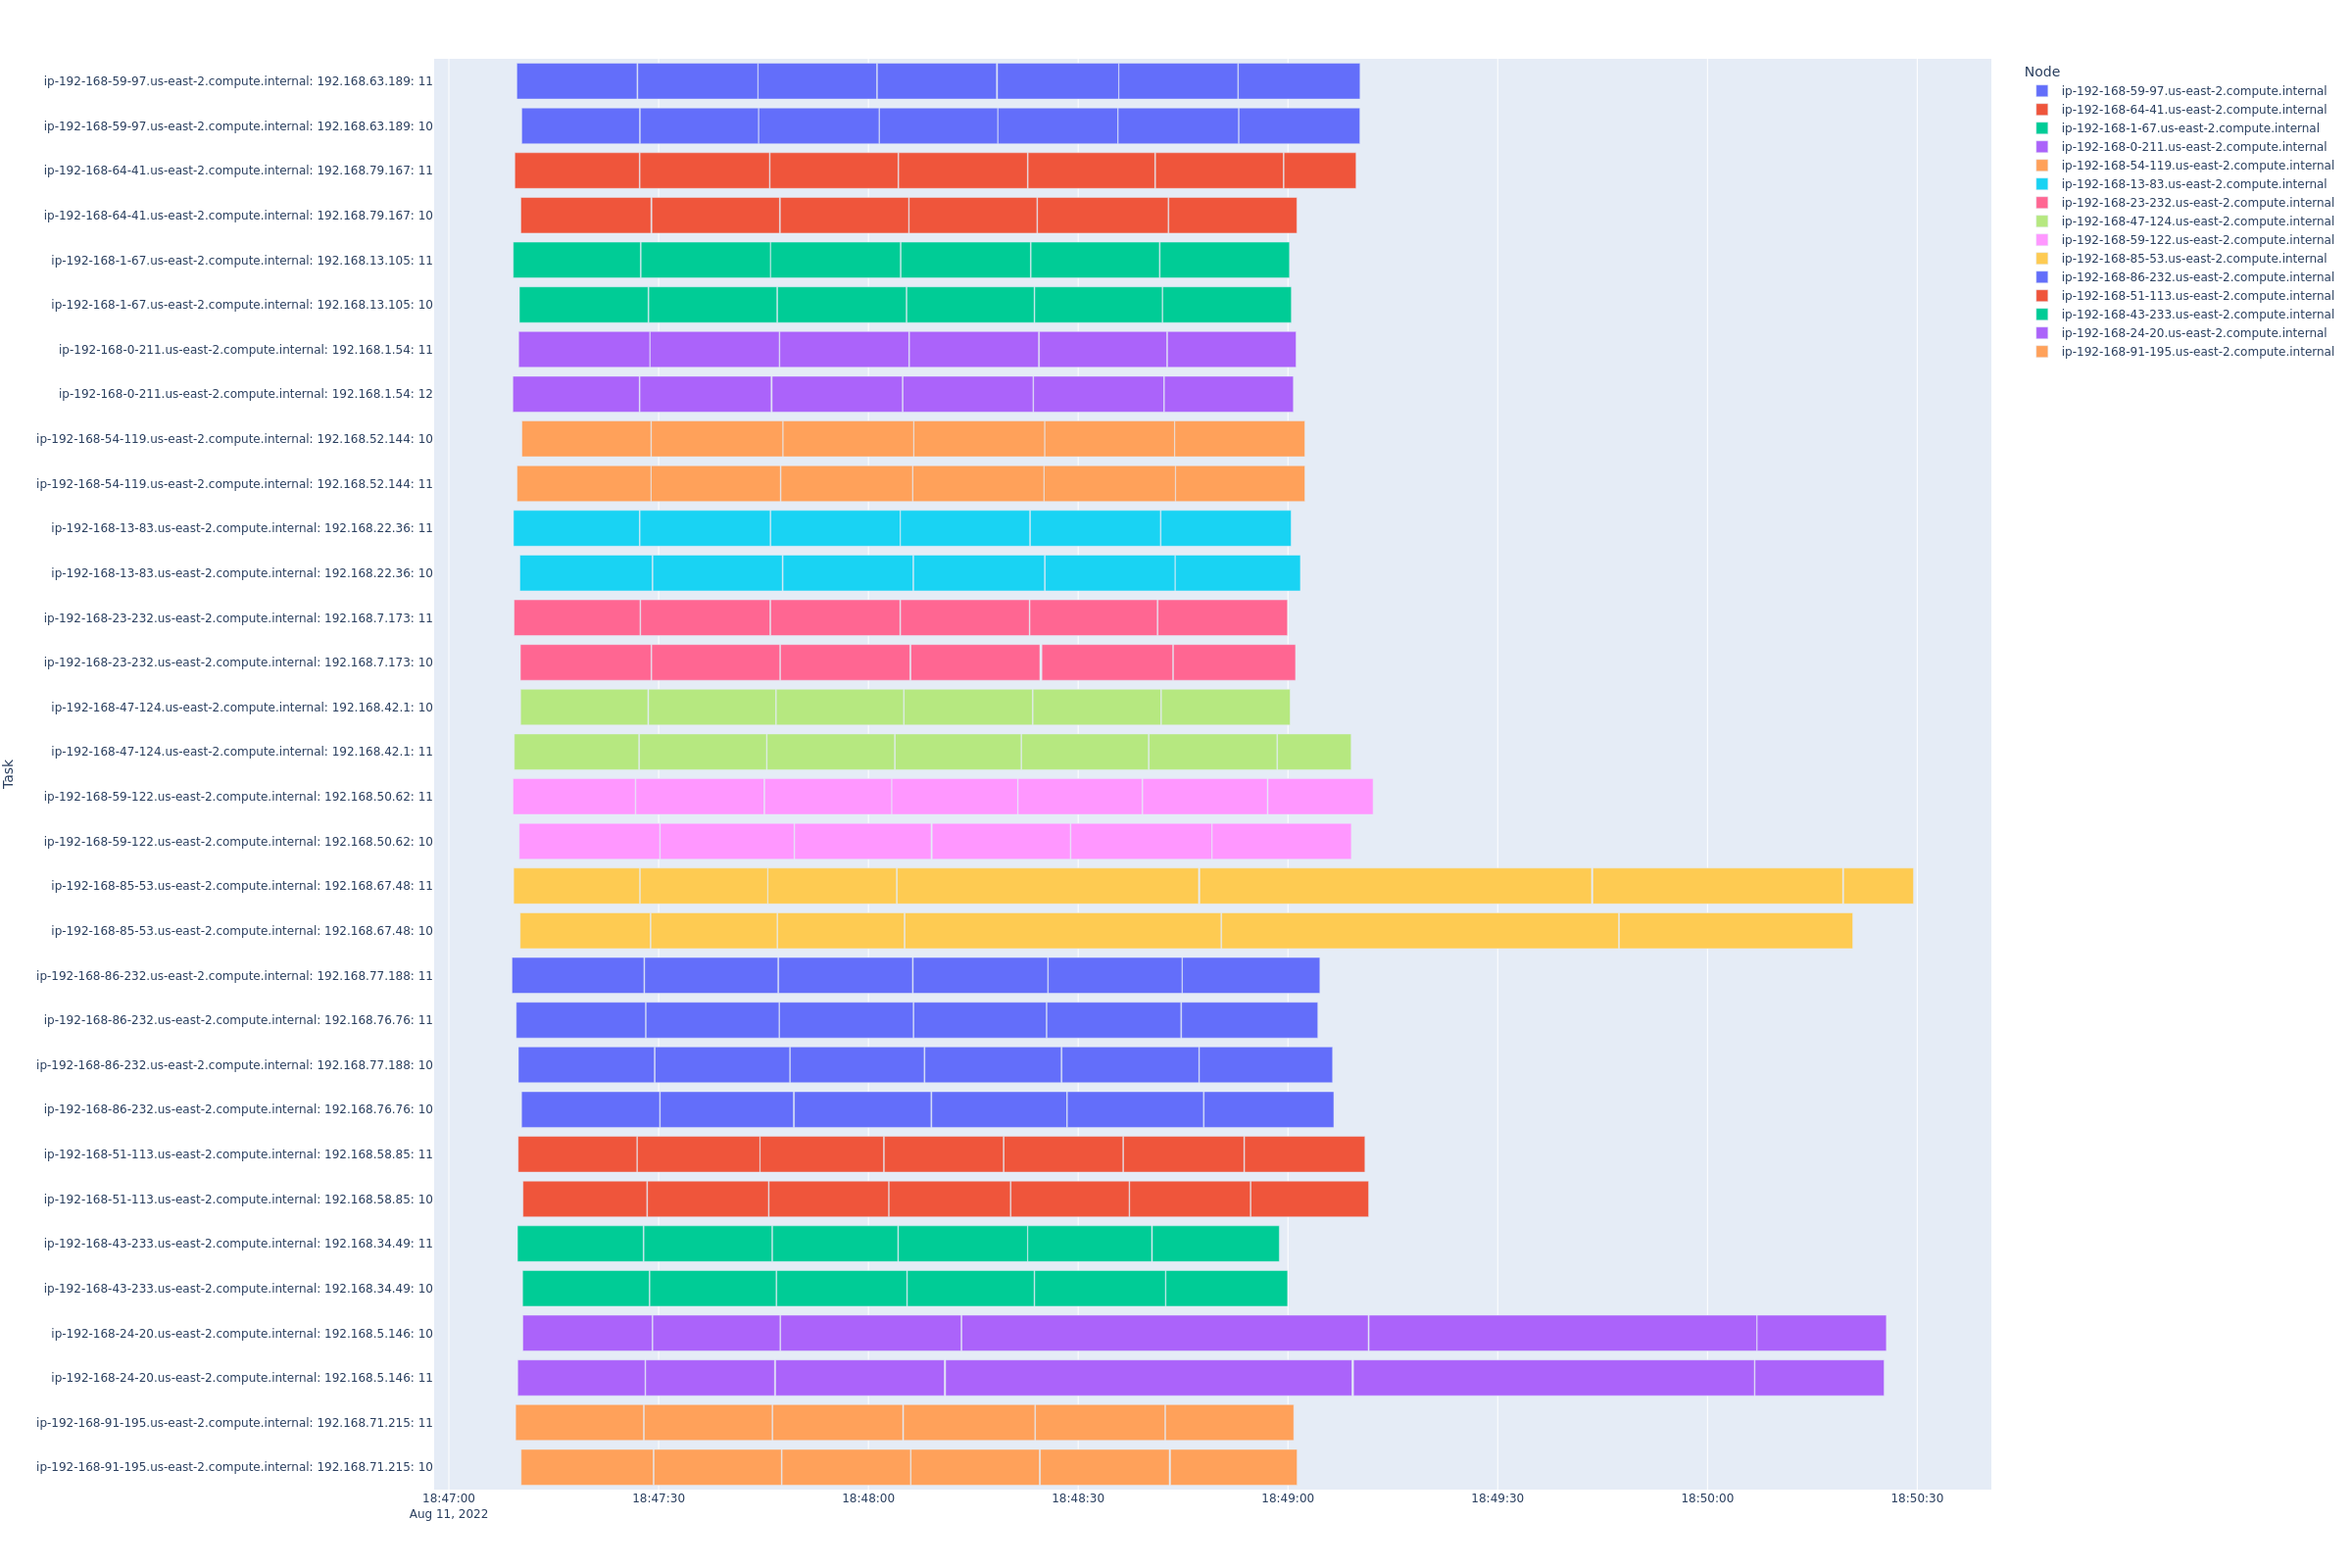 ip-192-168-59-97.us-east-2.compute.internal: 192.168.63.189: 11
ip-192-168-59-97.us-east-2.compute.internal: 192.168.63.189: 10
ip-192-168-64-41.us-east-2.compute.internal: 192.168.79.167: 11
ip-192-168-64-41.us-east-2.compute.internal: 192.168.79.167: 10
ip-192-168-1-67.us-east-2.compute.internal: 192.168.13.105: 11
ip-192-168-1-67.us-east-2.compute.internal: 192.168.13.105: 10
ip-192-168-0-211.us-east-2.compute.internal: 192.168.1.54: 11
ip-192-168-0-211.us-east-2.compute.internal: 192.168.1.54: 12
ip-192-168-54-119.us-east-2.compute.internal: 192.168.52.144: 10
ip-192-168-54-119.us-east-2.compute.internal: 192.168.52.144: 11
ip-192-168-13-83.us-east-2.compute.internal: 192.168.22.36: 11
ip-192-168-13-83.us-east-2.compute.internal: 192.168.22.36: 10
ip-192-168-23-232.us-east-2.compute.internal: 192.168.7.173: 11
ip-192-168-23-232.us-east-2.compute.internal: 192.168.7.173: 10
ip-192-168-47-124.us-east-2.compute.internal: 192.168.42.1: 10
ip-192-168-47-124.us-east-2.compute.internal: 192.168.42.1: 11
ip-192-168-59-122.us-east-2.compute.internal: 192.168.50.62: 11
ip-192-168-59-122.us-east-2.compute.internal: 192.168.50.62: 10
ip-192-168-85-53.us-east-2.compute.internal: 192.168.67.48: 11
ip-192-168-85-53.us-east-2.compute.internal: 192.168.67.48: 10
ip-192-168-86-232.us-east-2.compute.internal: 192.168.77.188: 11
ip-192-168-86-232.us-east-2.compute.internal: 192.168.76.76: 11
ip-192-168-86-232.us-east-2.compute.internal: 192.168.77.188: 10
ip-192-168-86-232.us-east-2.compute.internal: 192.168.76.76: 10
ip-192-168-51-113.us-east-2.compute.internal: 192.168.58.85: 11
ip-192-168-51-113.us-east-2.compute.internal: 192.168.58.85: 10
ip-192-168-43-233.us-east-2.compute.internal: 192.168.34.49: 11
ip-192-168-43-233.us-east-2.compute.internal: 192.168.34.49: 10
ip-192-168-24-20.us-east-2.compute.internal: 192.168.5.146: 10
ip-192-168-24-20.us-east-2.compute.internal: 192.168.5.146: 11
ip-192-168-91-195.us-east-2.compute.internal: 192.168.71.215: 11
ip-192-168-91-195.us-east-2.compute.internal: 192.168.71.215: 10
Task
18:47:00 18:47:30 18:48:00 18:48:30 18:49:00 18:49:30 18:50:00 18:50:30
Aug 11, 2022
Node
ip-192-168-59-97.us-east-2.compute.internal
ip-192-168-64-41.us-east-2.compute.internal
ip-192-168-1-67.us-east-2.compute.internal
ip-192-168-0-211.us-east-2.compute.internal
ip-192-168-54-119.us-east-2.compute.internal
ip-192-168-13-83.us-east-2.compute.internal
ip-192-168-23-232.us-east-2.compute.internal
ip-192-168-47-124.us-east-2.compute.internal
ip-192-168-59-122.us-east-2.compute.internal
ip-192-168-85-53.us-east-2.compute.internal
ip-192-168-86-232.us-east-2.compute.internal
ip-192-168-51-113.us-east-2.compute.internal
ip-192-168-43-233.us-east-2.compute.internal
ip-192-168-24-20.us-east-2.compute.internal
ip-192-168-91-195.us-east-2.compute.internal